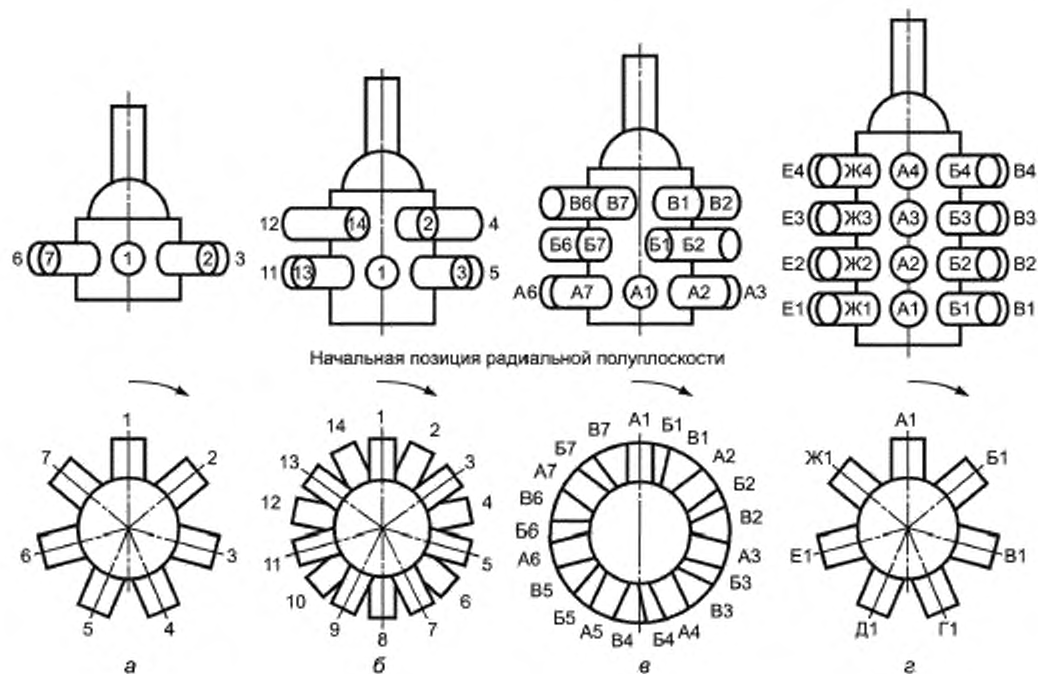 6 7 1 2 3
12 14 2 4
11 13 1 3 5
В6 В7 В1 В2
Б6 Б7 Б1 Б2
А6 А7 А1 А2 А3
Е4 Ж4 А4 Б4 В4
Е3 Ж3 А3 Б3 В3
Е2 Ж2 А2 Б2 В2
Е1 Ж1 А1 Б1 В1
Начальная позиция радиальной полуплоскости
1
2
3
4
5
6
7
а
1
2
3
4
5
6
7
8
9
10
11
12
13
14
б
А1
Б1
В1
А2
Б2
В2
А3
Б3
В3
А4
Б4
В4
А5
Б5
В5
А6
Б6
В6
А7
Б7
В7
в
А1
Б1
В1
Г1
Д1
Е1
Ж1
г